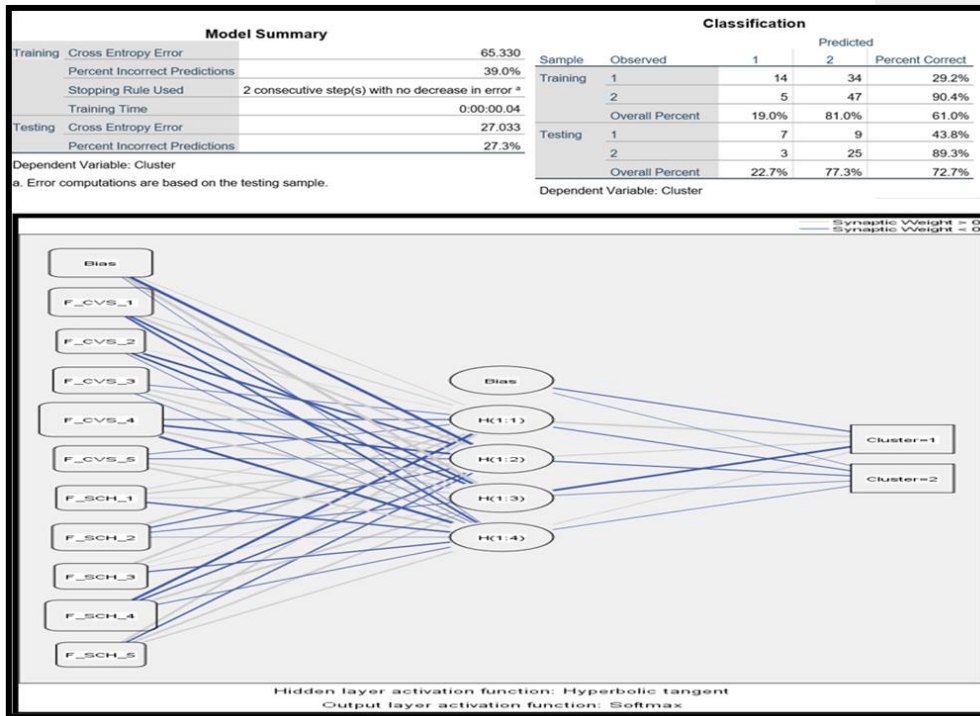 Model Summary
Training Cross Entropy Error 65.330
Percent Incorrect Predictions 39.0%
Stopping Rule Used 2 consecutive step(s) with no decrease in error a
Training Time 0:00:00.04
Testing Cross Entropy Error 27.033
Percent Incorrect Predictions 27.3%
Dependent Variable: Cluster
a. Error computations are based on the testing sample.
Classification
Predicted
Sample Observed 1 2 Percent Correct
Training 1 14 34 29.2%
2 5 47 90.4%
Overall Percent 19.0% 81.0% 61.0%
Testing 1 7 9 43.8%
2 3 25 89.3%
Overall Percent 22.7% 77.3% 72.7%
Dependent Variable: Cluster
Synaptic Weight > 0
Synaptic Weight < 0
Bias
F_CVS_1
F_CVS_2
F_CVS_3
F_CVS_4
F_CVS_5
F_SCH_1
F_SCH_2
F_SCH_3
F_SCH_4
F_SCH_5
Bias
H(1:1)
H(1:2)
H(1:3)
H(1:4)
Cluster=1
Cluster=2
Hidden layer activation function: Hyperbolic tangent
Output layer activation function: Softmax